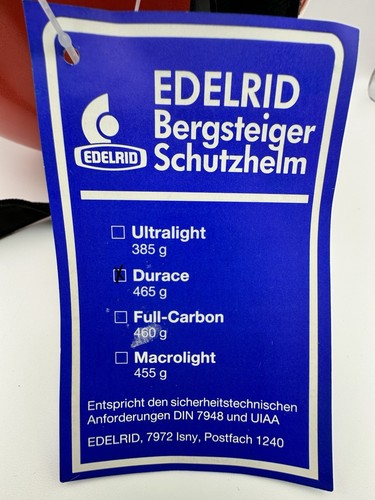 EDELRID
Bergsteiger
Schutzhelm
EDELRID
Ultralight
385 g
Durace
465 g
Full-Carbon
460 g
Macrolight
455 g
Entspricht den sicherheitstechnischen
Anforderungen DIN 7948 und UIAA
EDELRID, 7972 Isny, Postfach 1240